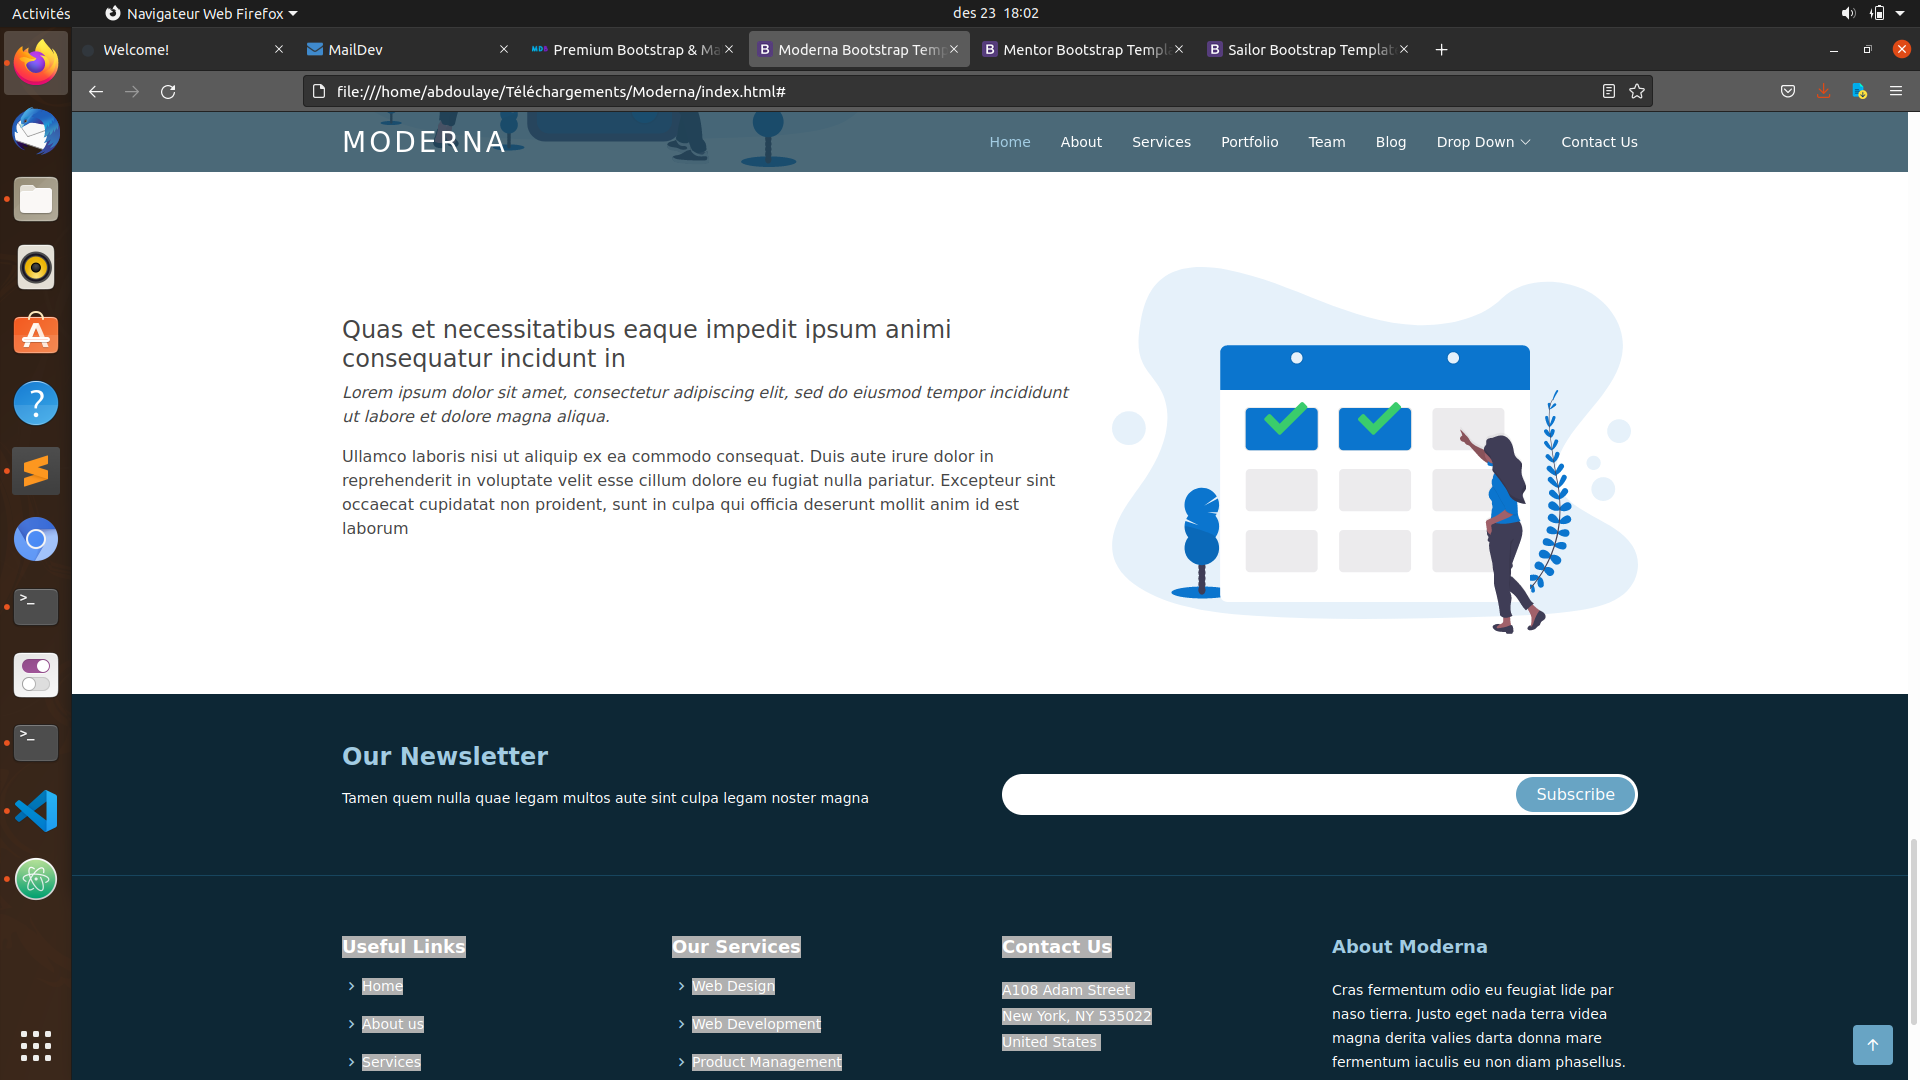 Activités
Navigateur Web Firefox
des 23 18:02
Welcome!
MailDev
Premium Bootstrap & Ma
Moderna Bootstrap Temp
Mentor Bootstrap Templa
Sailor Bootstrap Templat
file:///home/abdoulaye/Téléchargements/Moderna/index.html#
MODERNA
Home
About
Services
Portfolio
Team
Blog
Drop Down
Contact Us
Quas et necessitatibus eaque impedit ipsum animi
consequatur incidunt in
Lorem ipsum dolor sit amet, consectetur adipiscing elit, sed do eiusmod tempor incididunt
ut labore et dolore magna aliqua.
Ullamco laboris nisi ut aliquip ex ea commodo consequat. Duis aute irure dolor in
reprehenderit in voluptate velit esse cillum dolore eu fugiat nulla pariatur. Excepteur sint
occaecat cupidatat non proident, sunt in culpa qui officia deserunt mollit anim id est
laborum
Our Newsletter
Tamen quem nulla quae legam multos aute sint culpa legam noster magna
Subscribe
Useful Links
Home
About us
Services
Our Services
Web Design
Web Development
Product Management
Contact Us
A108 Adam Street
New York, NY 535022
United States
About Moderna
Cras fermentum odio eu feugiat lide par
naso tierra. Justo eget nada terra videa
magna derita valies darta donna mare
fermentum iaculis eu non diam phasellus.